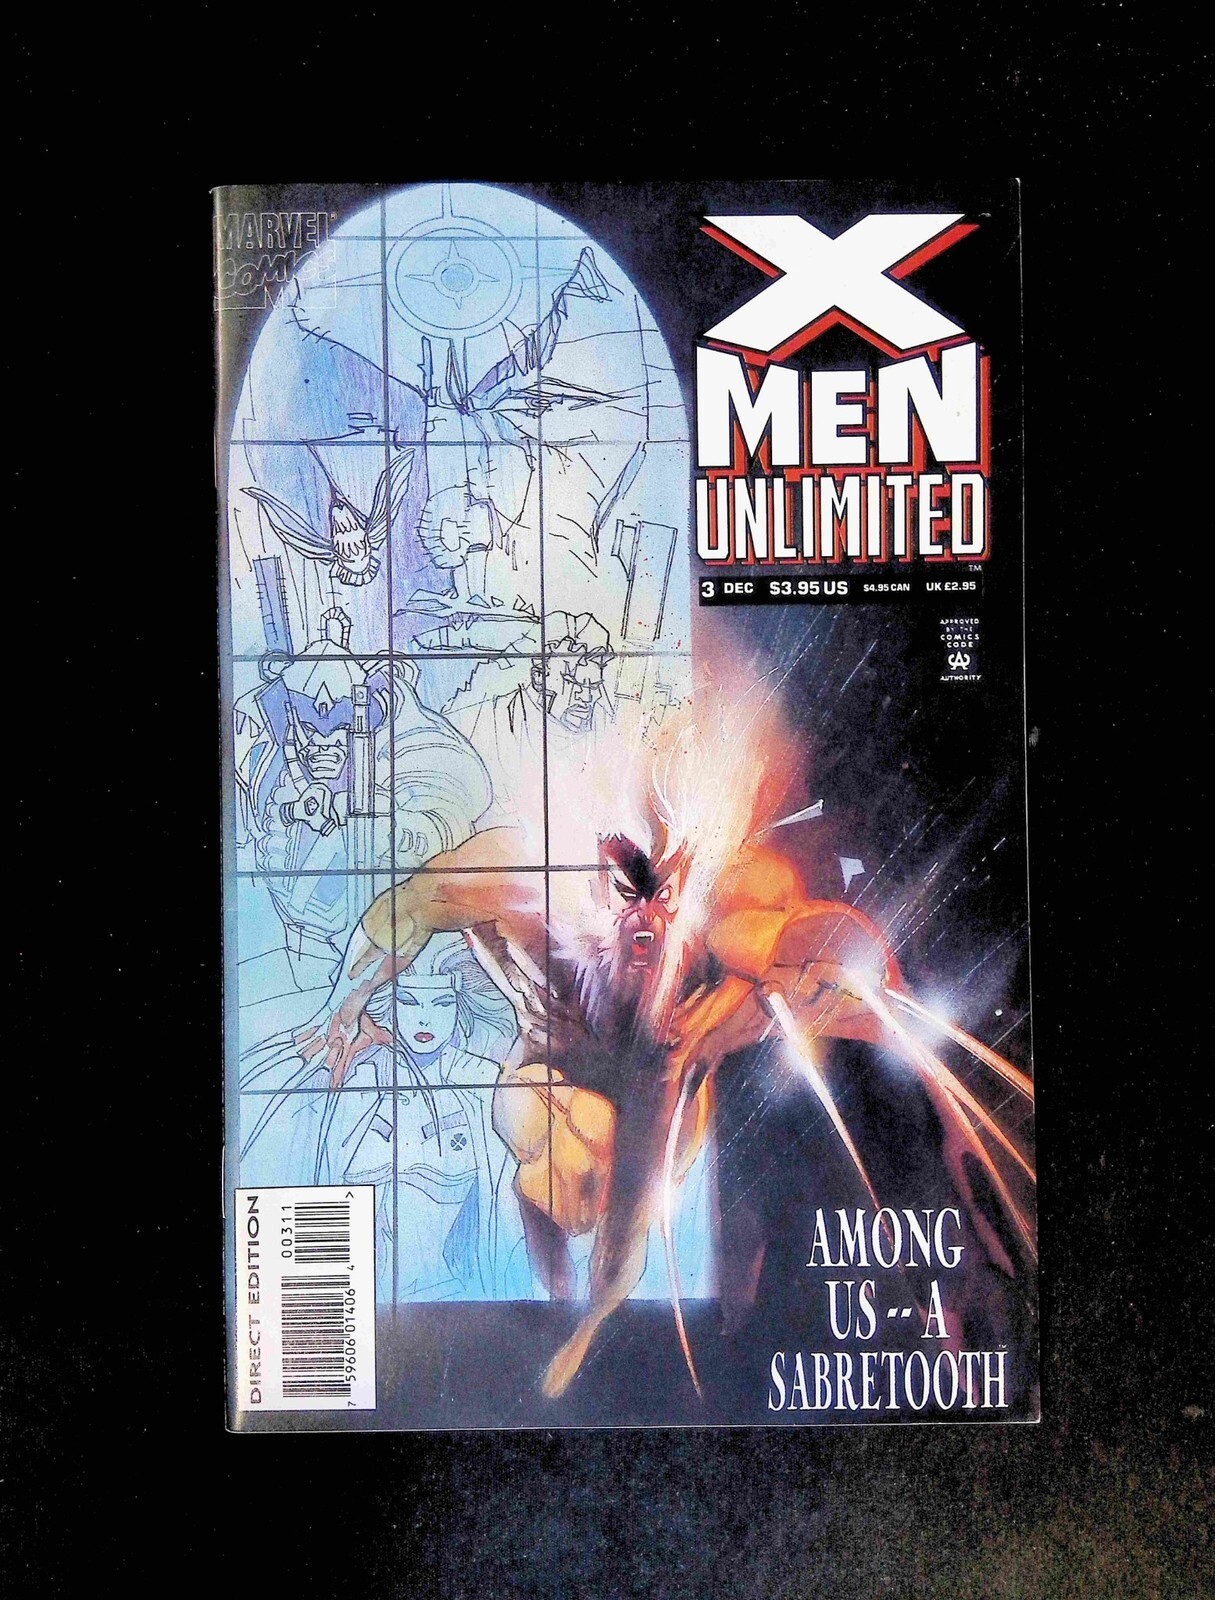 MARVEL
COMICS
X
MEN
UNLIMITED
™
3 DEC $3.95 US $4.95 CAN UK £2.95
APPROVED
BY THE
COMICS
CODE
CA
AUTHORITY
DIRECT EDITION
00311
7 59606 01406 4
AMONG
US -- A
SABRETOOTH